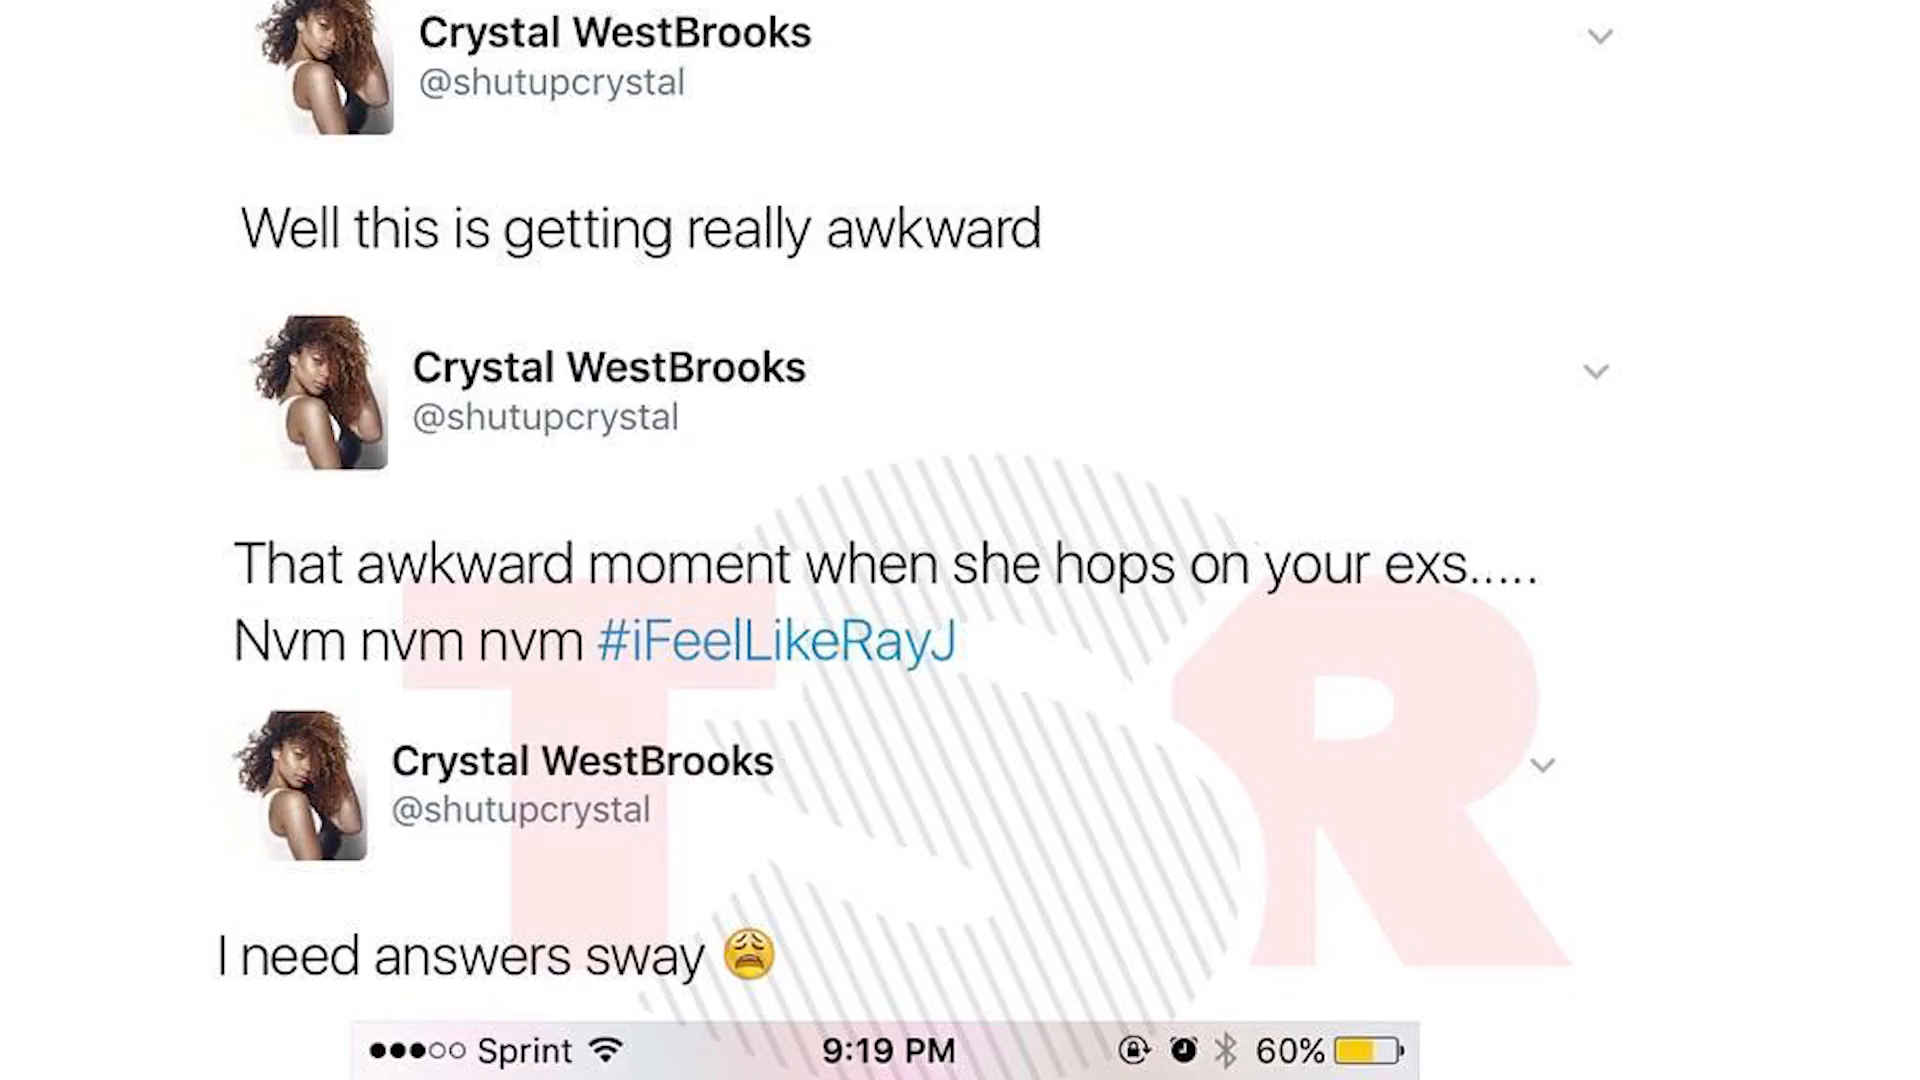 Crystal WestBrooks
@shutupcrystal
Well this is getting really awkward
Crystal WestBrooks
@shutupcrystal
That awkward moment when she hops on your exs.....
Nvm nvm nvm #iFeelLikeRayJ
Crystal WestBrooks
@shutupcrystal
I need answers sway 😩
TSR
Sprint 9:19 PM 60%